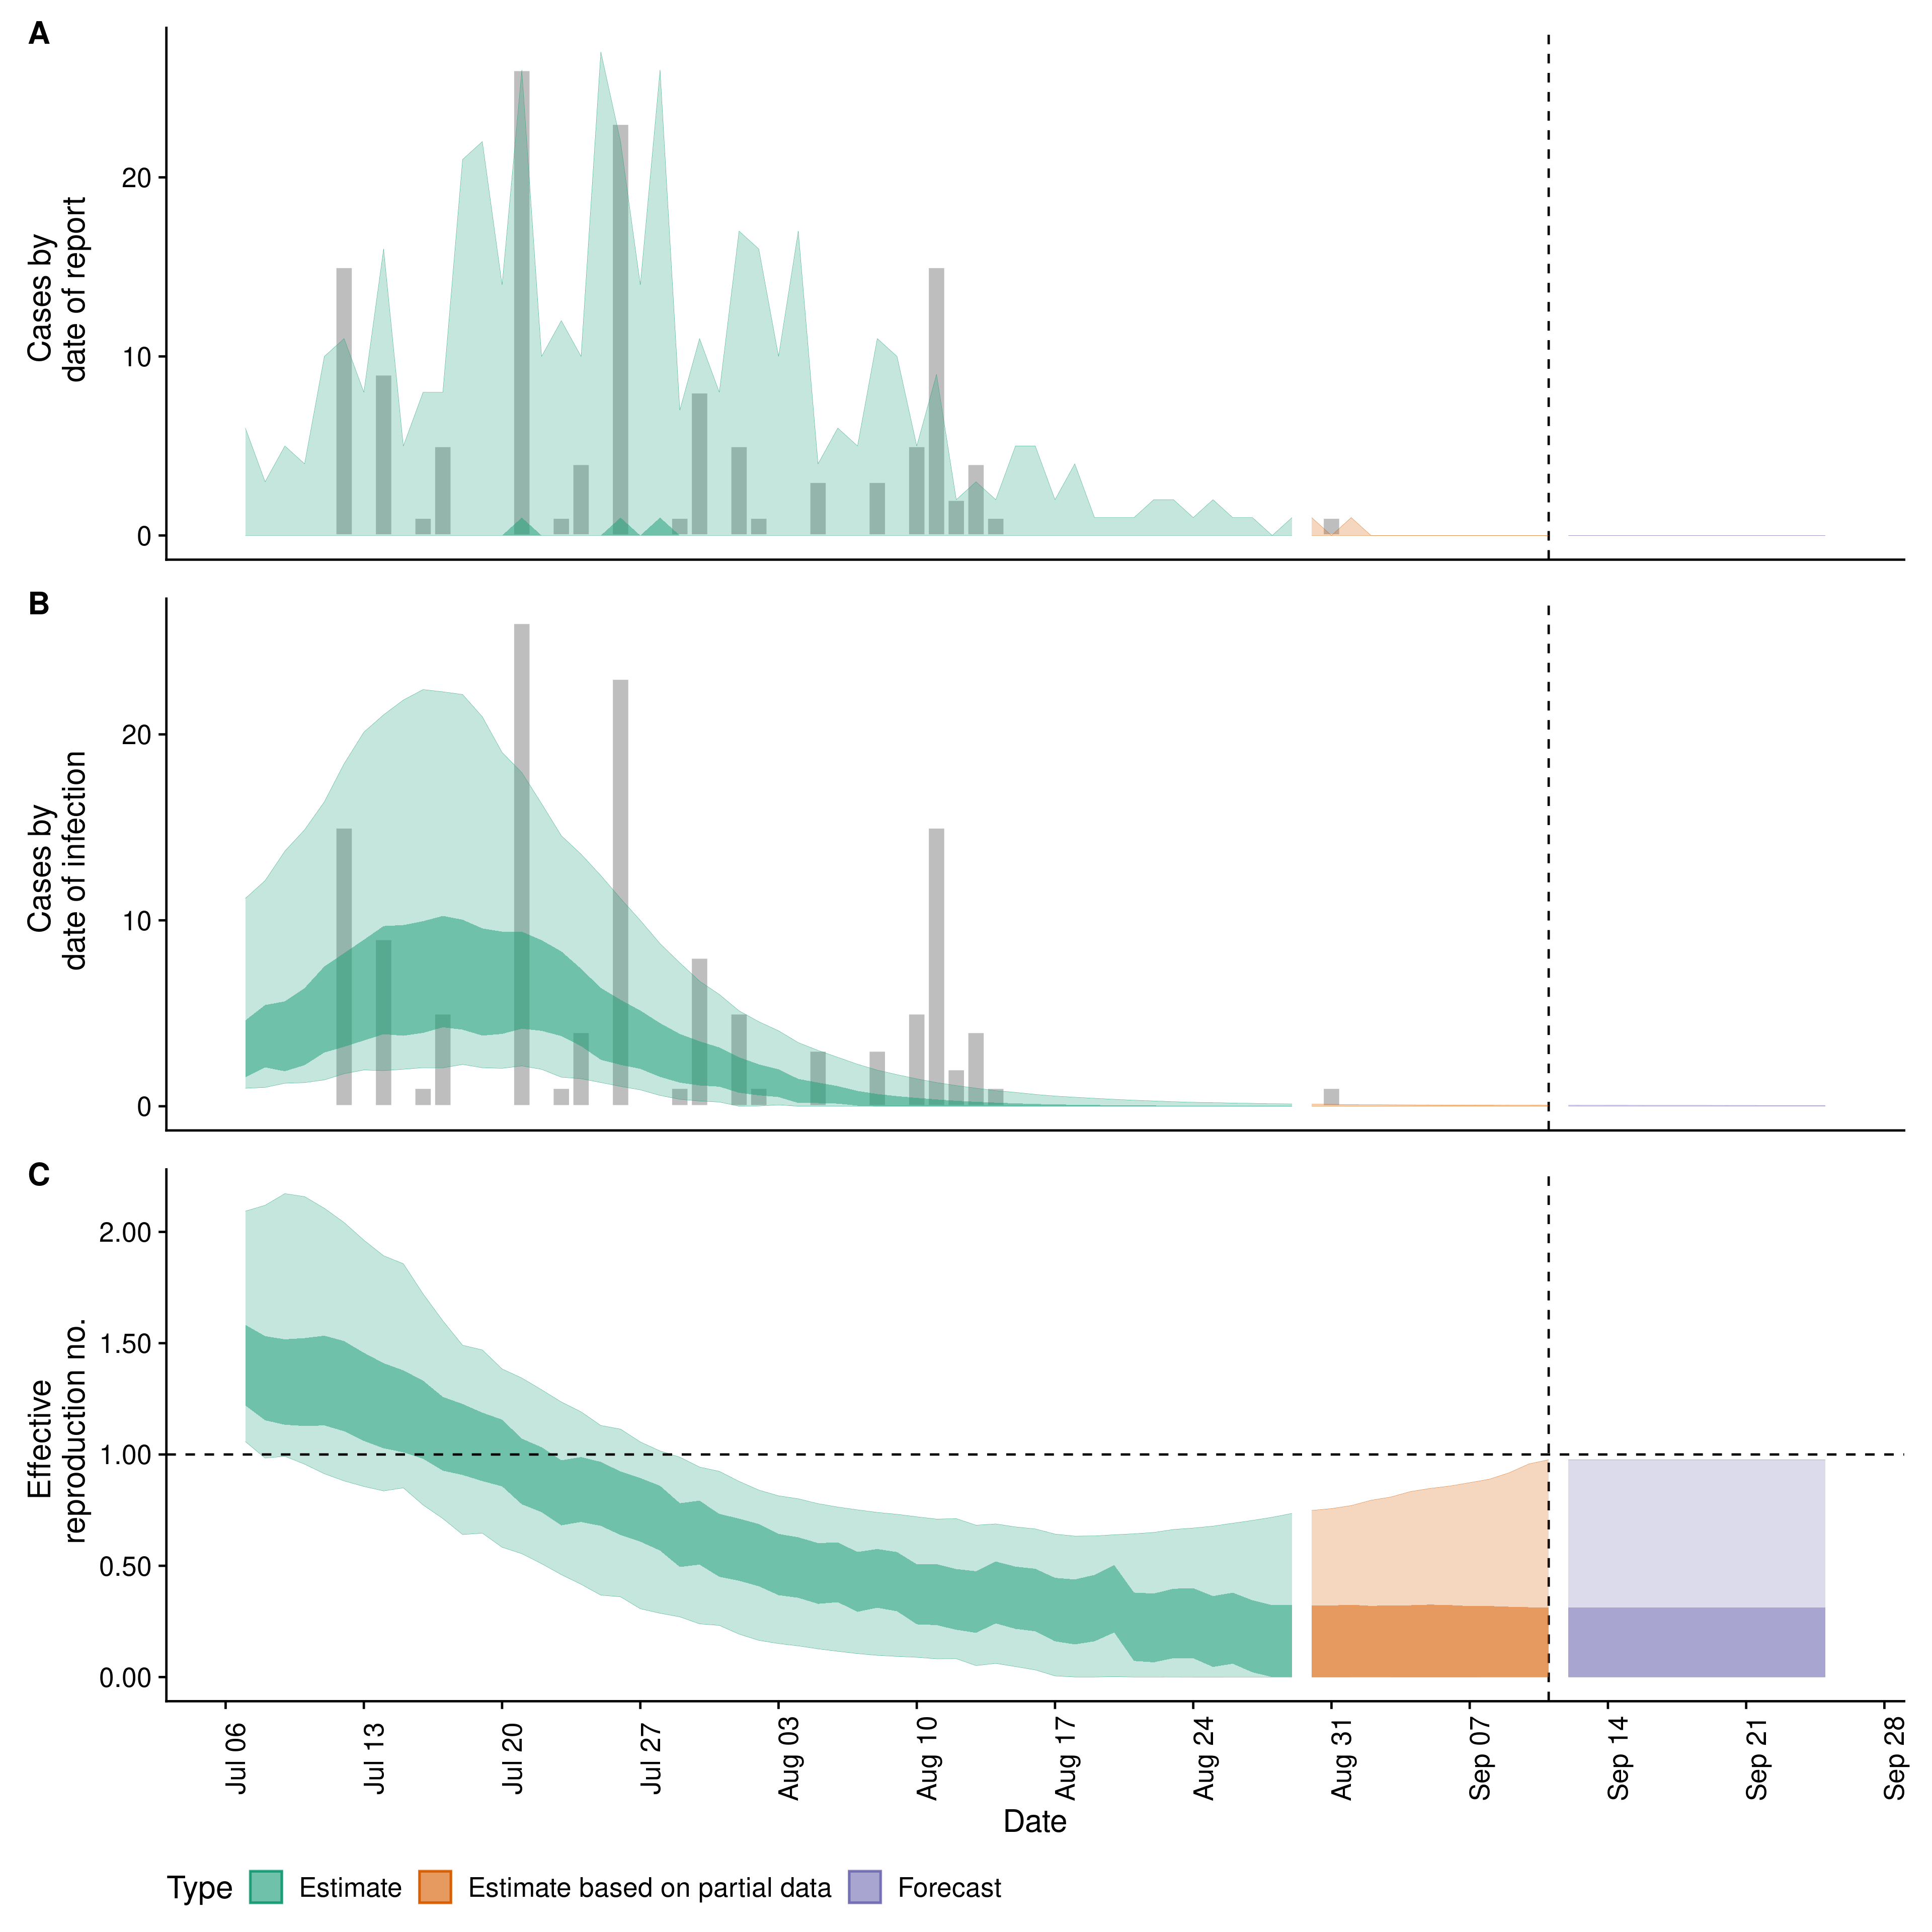 A
Cases by
date of report
20
10
0
B
Cases by
date of infection
20
10
0
C
Effective
reproduction no.
2.00
1.50
1.00
0.50
0.00
Jul 06
Jul 13
Jul 20
Jul 27
Aug 03
Aug 10
Aug 17
Aug 24
Aug 31
Sep 07
Sep 14
Sep 21
Sep 28
Date
Type Estimate Estimate based on partial data Forecast